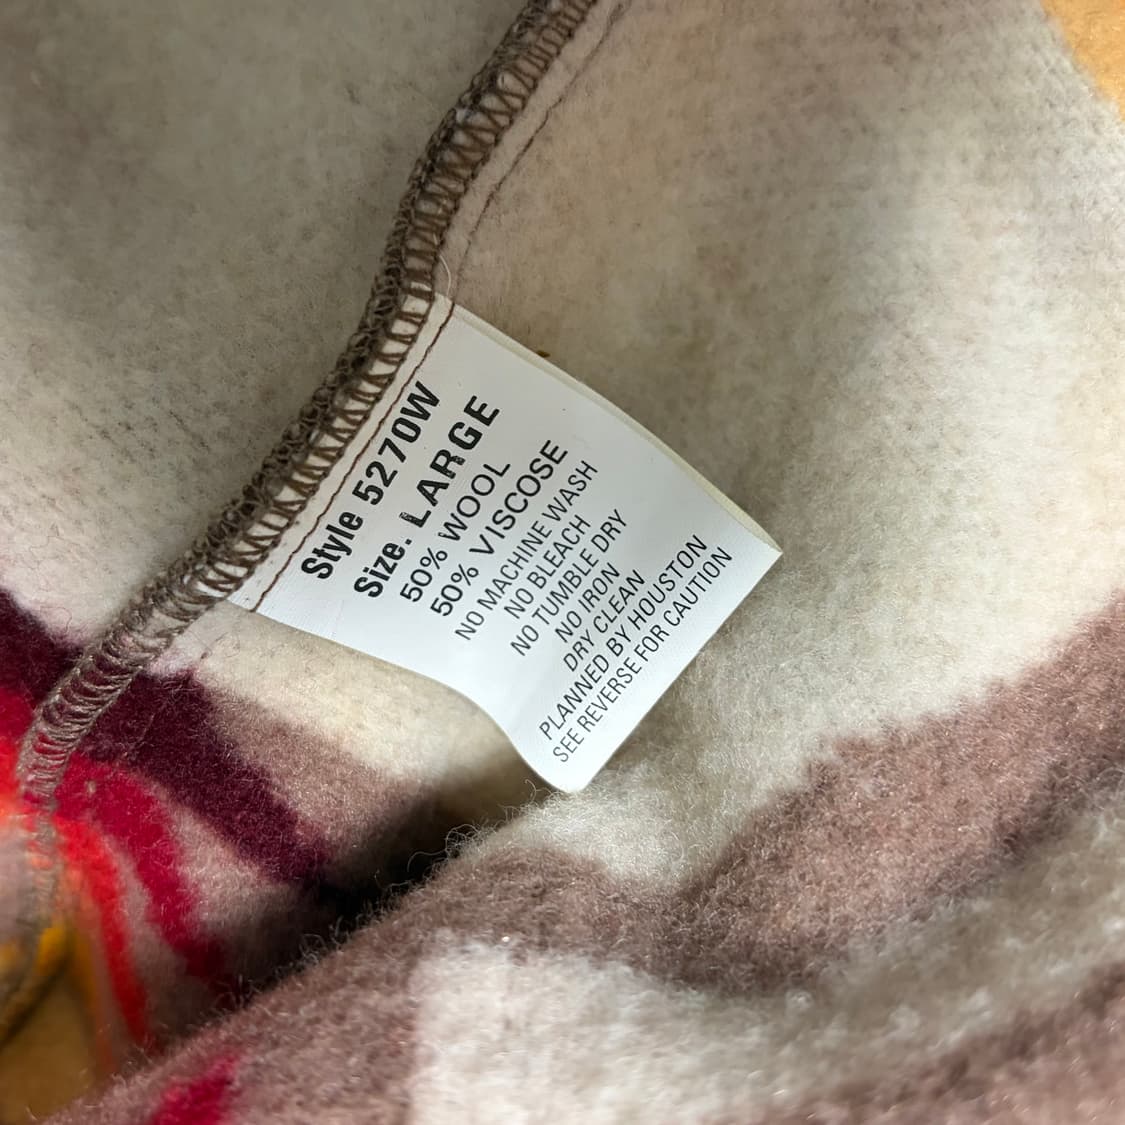 Style 5270W
Size. LARGE
50% WOOL
50% VISCOSE
NO MACHINE WASH
NO BLEACH
NO TUMBLE DRY
NO IRON
DRY CLEAN
PLANNED BY HOUSTON
SEE REVERSE FOR CAUTION